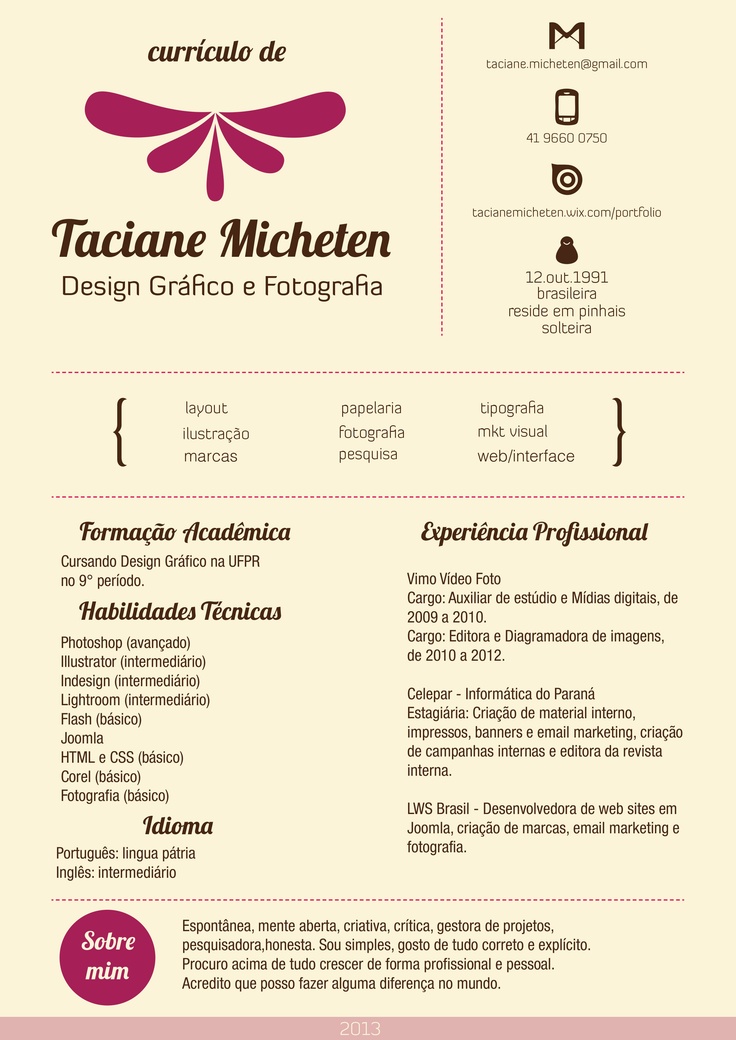 currículo de
Taciane Micheten
Design Gráfico e Fotografia
taciane.micheten@gmail.com
41 9660 0750
tacianemicheten.wix.com/portfolio
12.out.1991
brasileira
reside em pinhais
solteira
{
layout
ilustração
marcas
papelaria
fotografia
pesquisa
tipografia
mkt visual
web/interface
}
Formação Acadêmica
Cursando Design Gráfico na UFPR
no 9° período.
Habilidades Técnicas
Photoshop (avançado)
Illustrator (intermediário)
Indesign (intermediário)
Lightroom (intermediário)
Flash (básico)
Joomla
HTML e CSS (básico)
Corel (básico)
Fotografia (básico)
Idioma
Português: lingua pátria
Inglês: intermediário
Experiência Profissional
Vimo Vídeo Foto
Cargo: Auxiliar de estúdio e Mídias digitais, de
2009 a 2010.
Cargo: Editora e Diagramadora de imagens,
de 2010 a 2012.
Celepar - Informática do Paraná
Estagiária: Criação de material interno,
impressos, banners e email marketing, criação
de campanhas internas e editora da revista
interna.
LWS Brasil - Desenvolvedora de web sites em
Joomla, criação de marcas, email marketing e
fotografia.
Sobre
mim
Espontânea, mente aberta, criativa, crítica, gestora de projetos,
pesquisadora,honesta. Sou simples, gosto de tudo correto e explícito.
Procuro acima de tudo crescer de forma profissional e pessoal.
Acredito que posso fazer alguma diferença no mundo.
2013